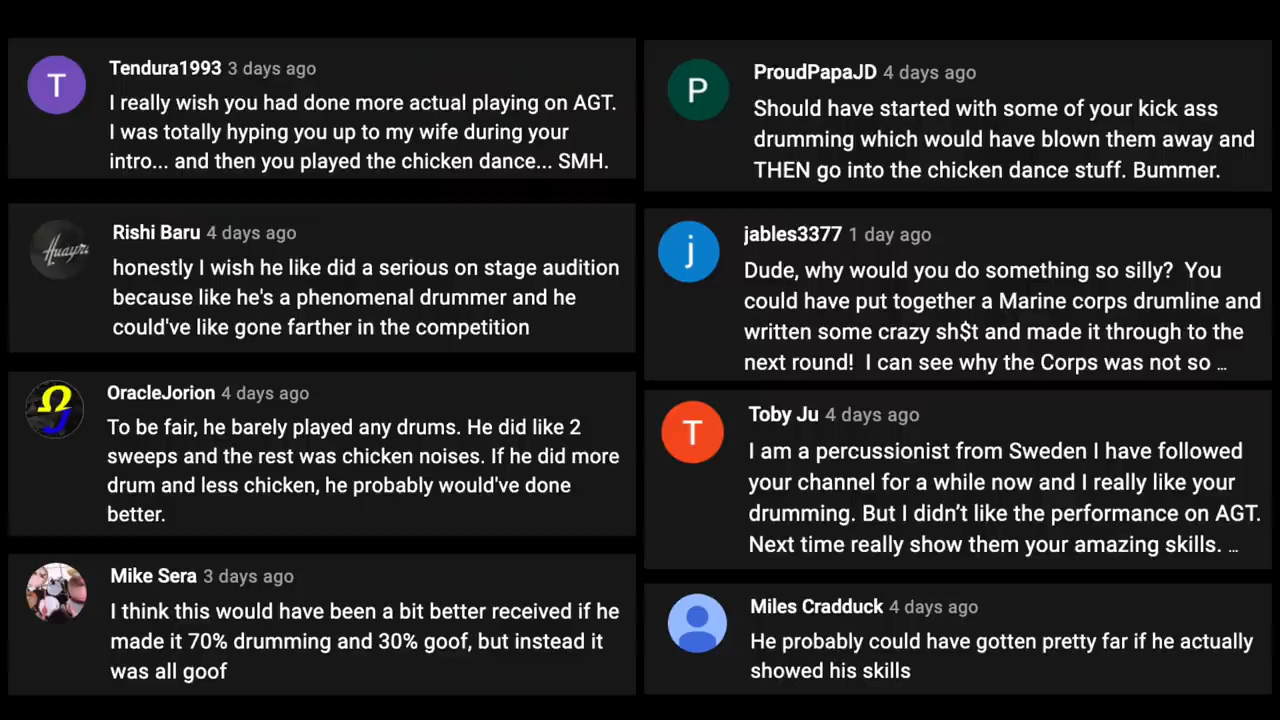 Tendura1993 3 days ago
I really wish you had done more actual playing on AGT.
I was totally hyping you up to my wife during your
intro... and then you played the chicken dance... SMH.
Rishi Baru 4 days ago
honestly I wish he like did a serious on stage audition
because like he's a phenomenal drummer and he
could've like gone farther in the competition
OracleJorion 4 days ago
To be fair, he barely played any drums. He did like 2
sweeps and the rest was chicken noises. If he did more
drum and less chicken, he probably would've done
better.
Mike Sera 3 days ago
I think this would have been a bit better received if he
made it 70% drumming and 30% goof, but instead it
was all goof
ProudPapaJD 4 days ago
Should have started with some of your kick ass
drumming which would have blown them away and
THEN go into the chicken dance stuff. Bummer.
jables3377 1 day ago
Dude, why would you do something so silly? You
could have put together a Marine corps drumline and
written some crazy sh$t and made it through to the
next round! I can see why the Corps was not so ...
Toby Ju 4 days ago
I am a percussionist from Sweden I have followed
your channel for a while now and I really like your
drumming. But I didn’t like the performance on AGT.
Next time really show them your amazing skills. ...
Miles Cradduck 4 days ago
He probably could have gotten pretty far if he actually
showed his skills
T
Huayra
P
j
T